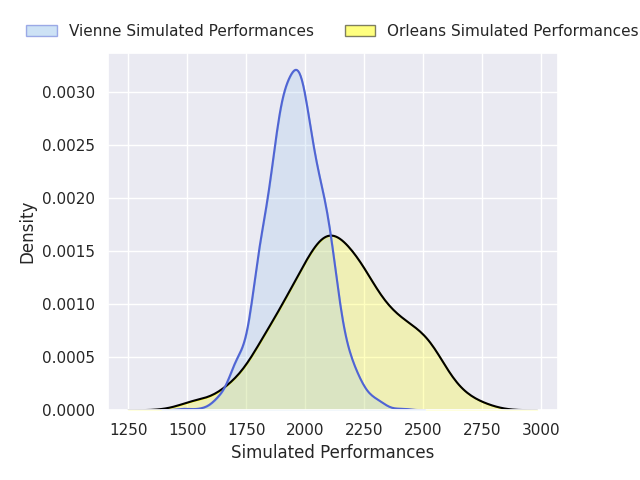 Vienne Simulated Performances Orleans Simulated Performances
0.0030
0.0025
0.0020
0.0015
0.0010
0.0005
0.0000
Density
1250 1500 1750 2000 2250 2500 2750 3000
Simulated Performances